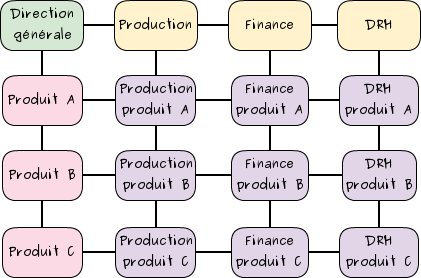 Direction
générale
Production
Finance
DRH
Produit A
Production
produit A
Finance
produit A
DRH
produit A
Produit B
Production
produit B
Finance
produit B
DRH
produit B
Produit C
Production
produit C
Finance
produit C
DRH
produit C